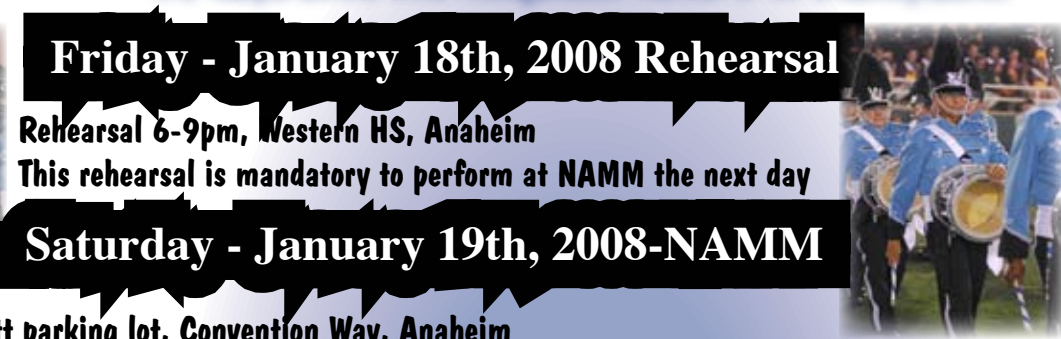 Friday - January 18th, 2008 Rehearsal
Rehearsal 6-9pm, Western HS, Anaheim
This rehearsal is mandatory to perform at NAMM the next day
Saturday - January 19th, 2008-NAMM
parking lot, Convention Way, Anaheim